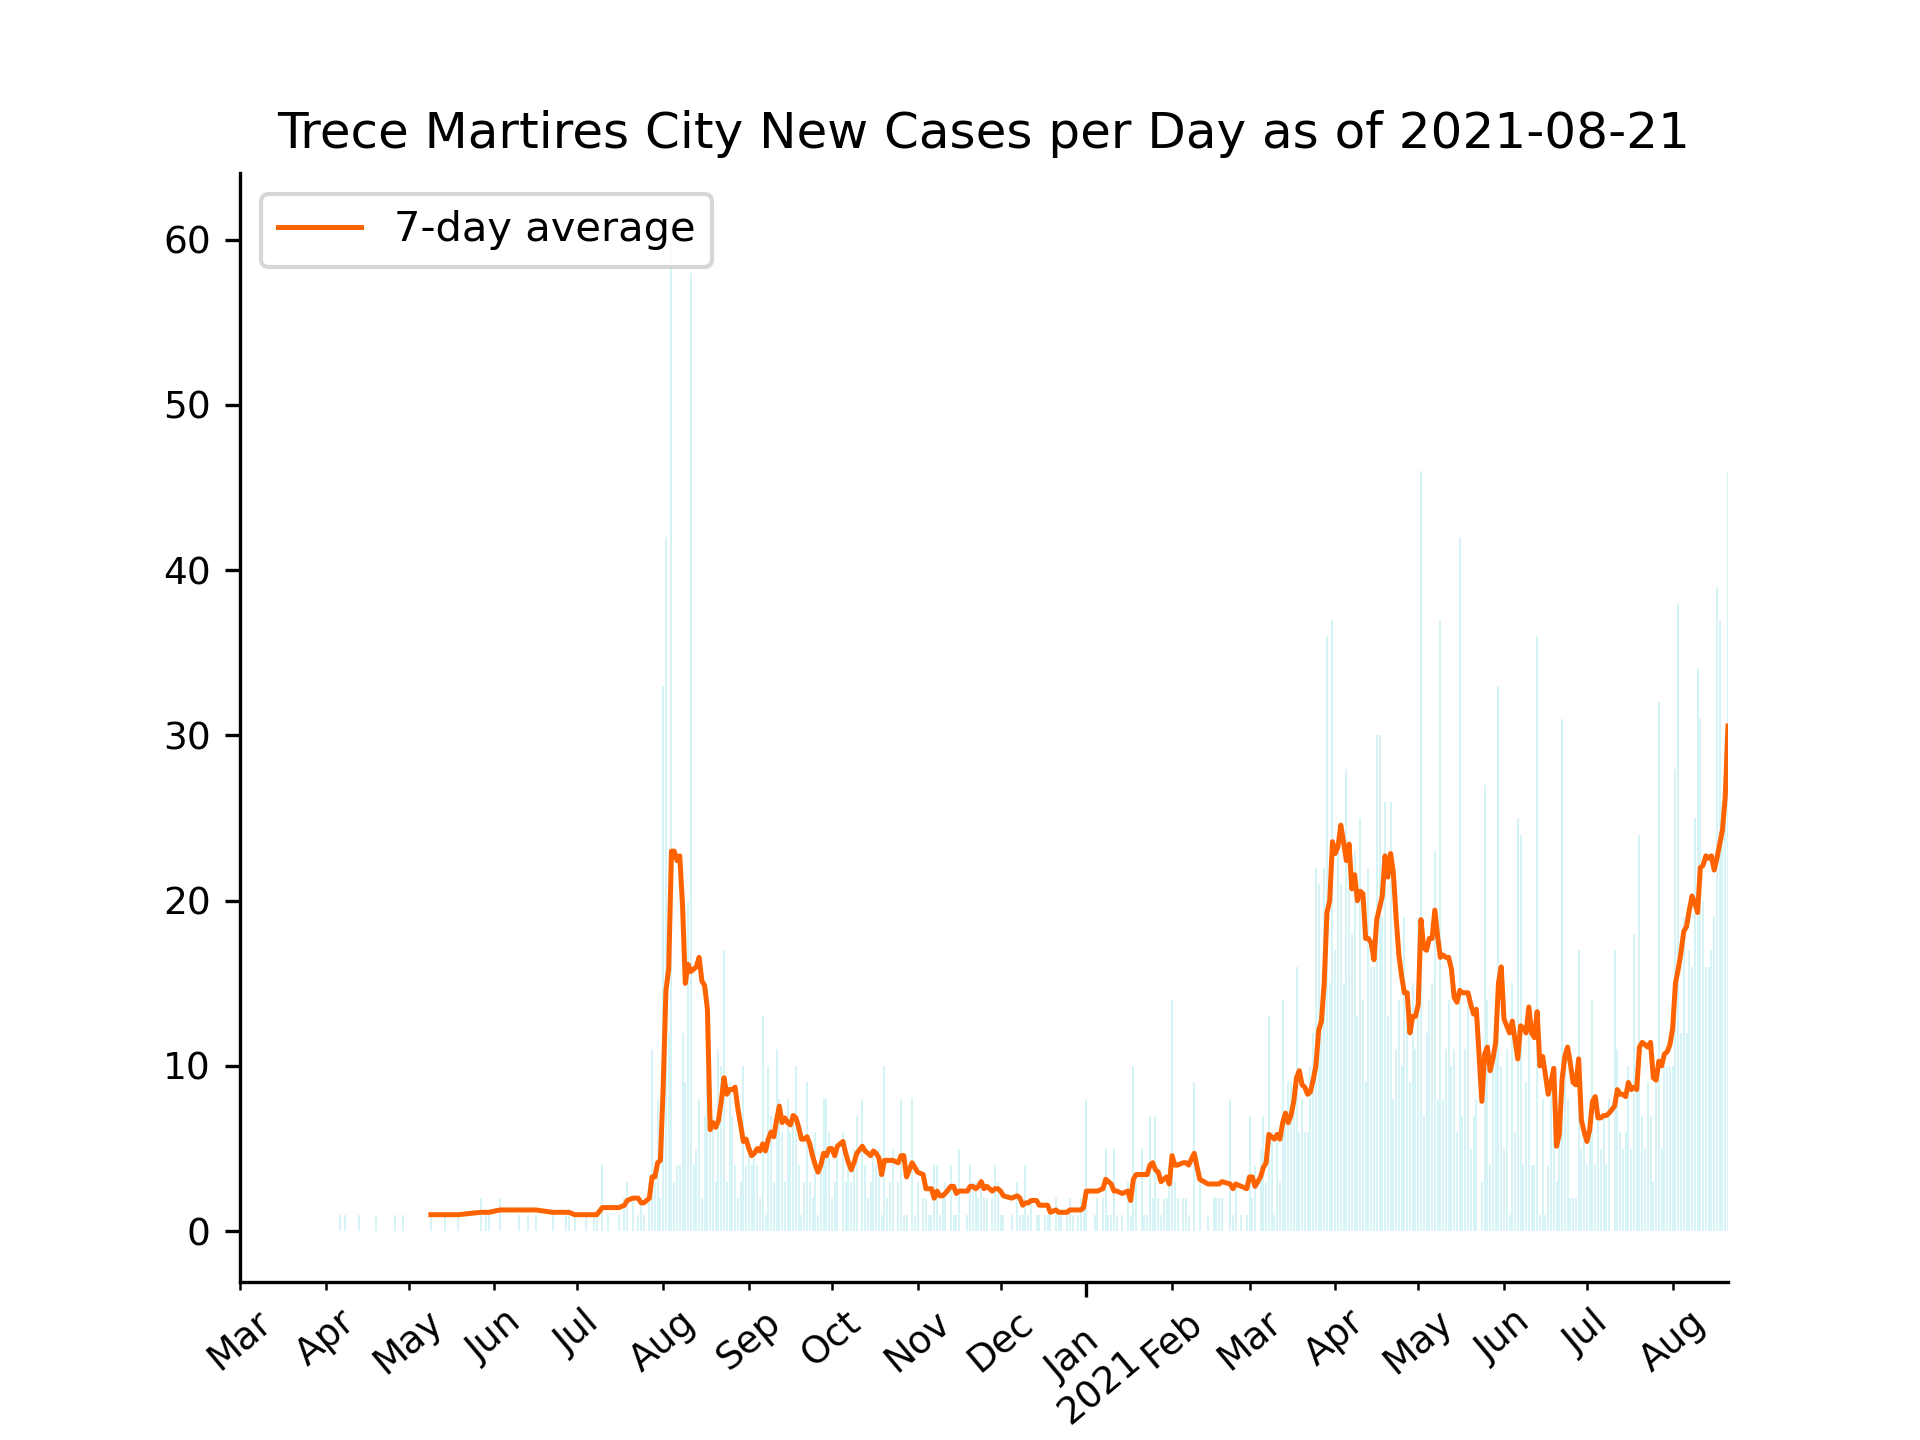 Trece Martires City New Cases per Day as of 2021-08-21
7-day average
60
50
40
30
20
10
0
Mar Apr May Jun Jul Aug Sep Oct Nov Dec Jan Feb Mar Apr May Jun Jul Aug
2021